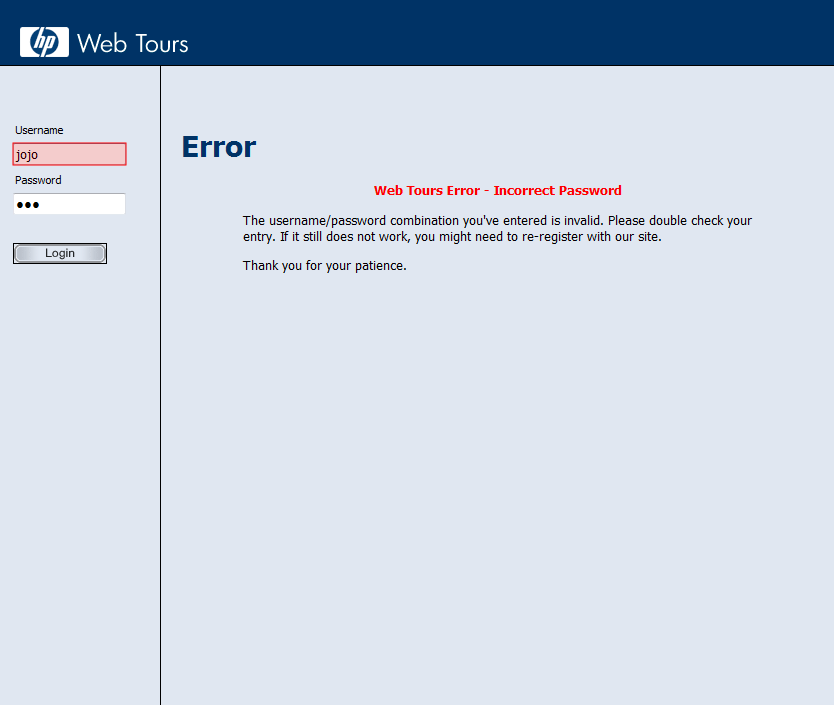 hp Web Tours
Username
jojo
Password
Login
Error
Web Tours Error - Incorrect Password
The username/password combination you've entered is invalid. Please double check your
entry. If it still does not work, you might need to re-register with our site.
Thank you for your patience.